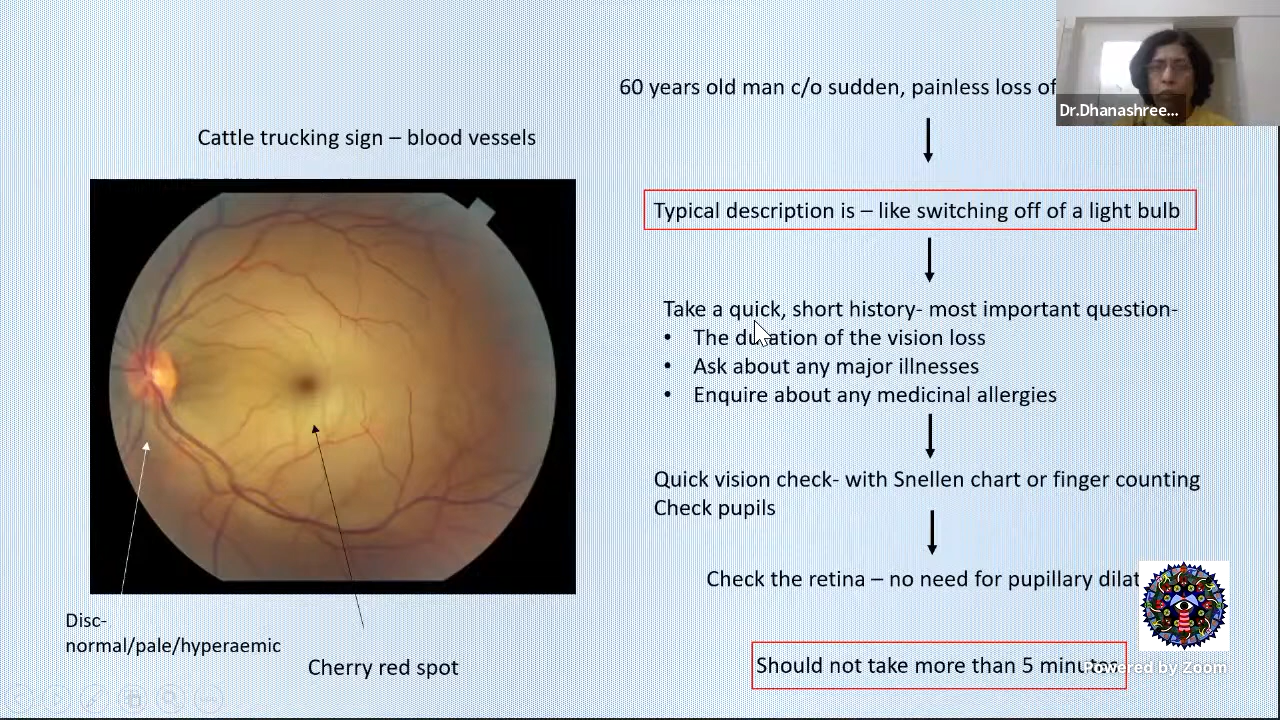 60 years old man c/o sudden, painless loss of
Dr.Dhanashree...
Cattle trucking sign – blood vessels
Typical description is – like switching off of a light bulb
Take a quick, short history- most important question-
• The duration of the vision loss
• Ask about any major illnesses
• Enquire about any medicinal allergies
Quick vision check- with Snellen chart or finger counting
Check pupils
Check the retina – no need for pupillary
Should not take more than 5 minutes
Powered by Zoom
Disc-
normal/pale/hyperaemic
Cherry red spot